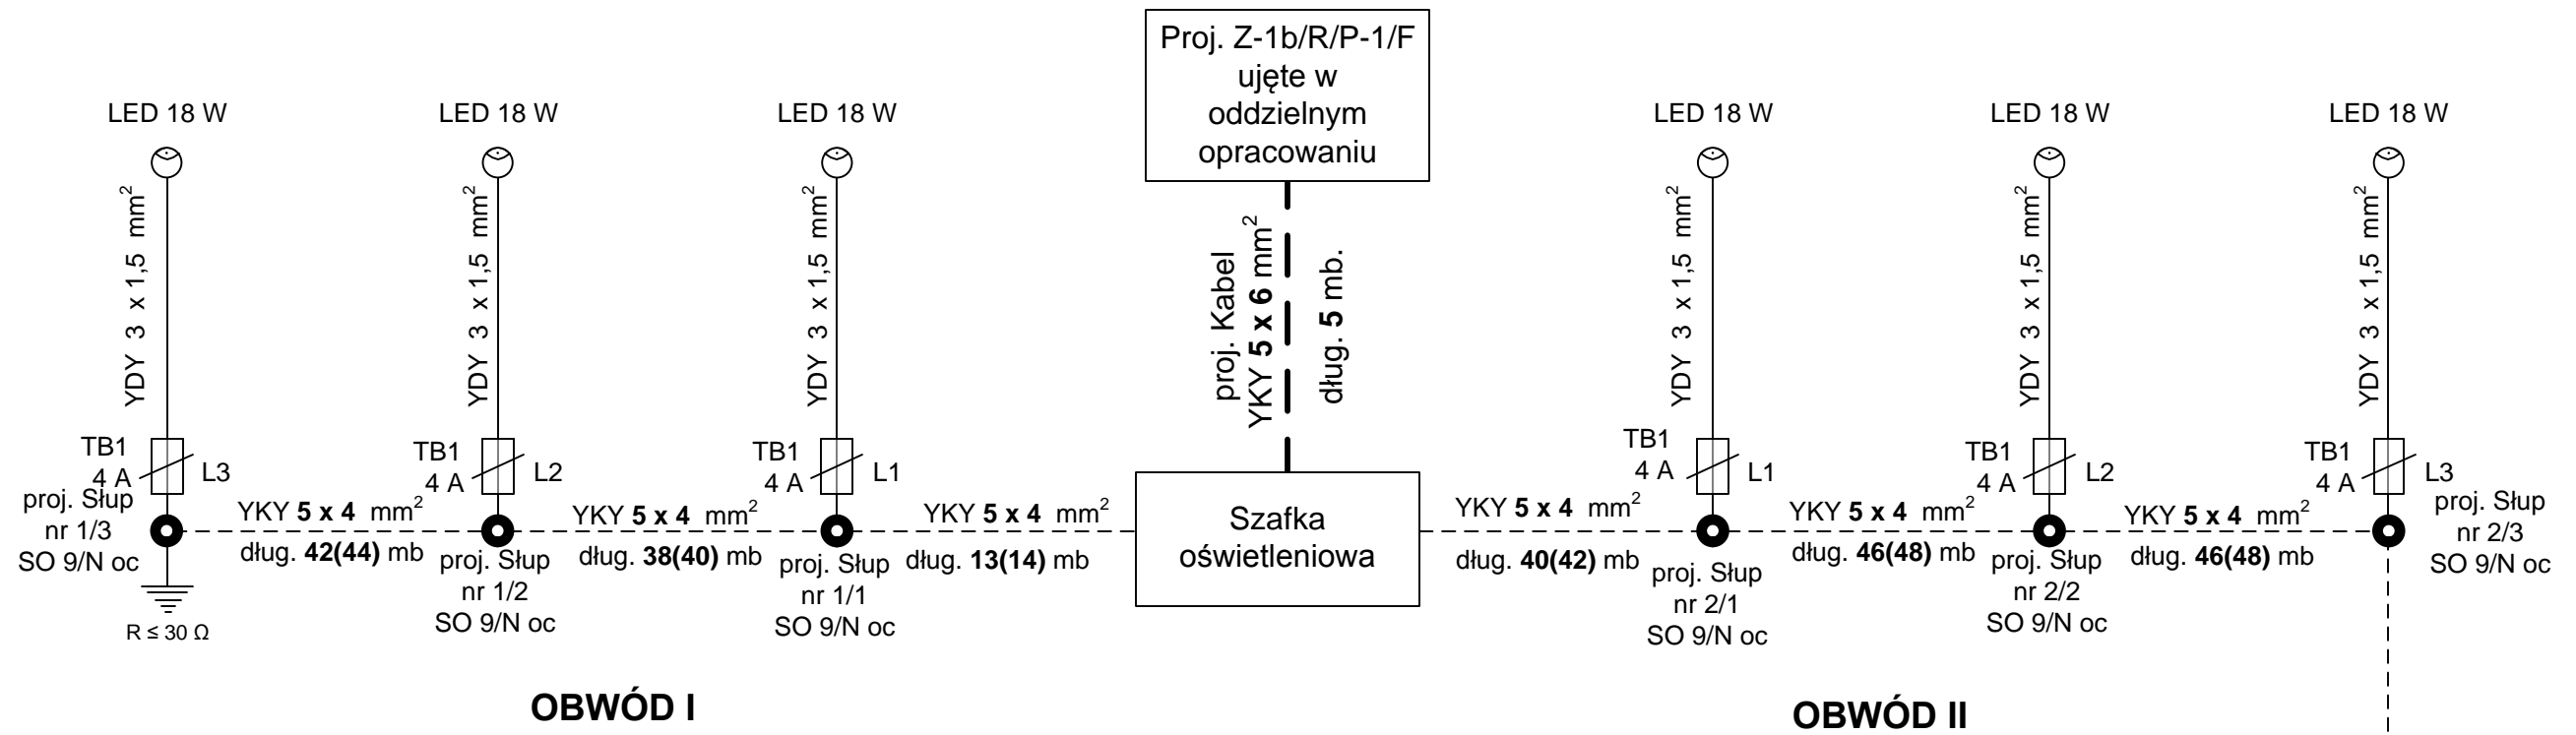 Proj. Z-1b/R/P-1/F
ujęte w
oddzielnym
opracowaniu
LED 18 W
LED 18 W
LED 18 W
LED 18 W
LED 18 W
LED 18 W
YDY 3 x 1,5 mm²
YDY 3 x 1,5 mm²
YDY 3 x 1,5 mm²
proj. Kabel
YKY 5 x 6 mm²
dług. 5 mb.
YDY 3 x 1,5 mm²
YDY 3 x 1,5 mm²
YDY 3 x 1,5 mm²
TB1
4 A
L3
TB1
4 A
L2
TB1
4 A
L1
TB1
4 A
L1
TB1
4 A
L2
TB1
4 A
L3
proj. Słup
nr 1/3
SO 9/N oc
R ≤ 30 Ω
YKY 5 x 4 mm²
dług. 42(44) mb
proj. Słup
nr 1/2
SO 9/N oc
YKY 5 x 4 mm²
dług. 38(40) mb
proj. Słup
nr 1/1
SO 9/N oc
YKY 5 x 4 mm²
dług. 13(14) mb
Szafka
oświetleniowa
YKY 5 x 4 mm²
dług. 40(42) mb
proj. Słup
nr 2/1
SO 9/N oc
YKY 5 x 4 mm²
dług. 46(48) mb
proj. Słup
nr 2/2
SO 9/N oc
YKY 5 x 4 mm²
dług. 46(48) mb
proj. Słup
nr 2/3
SO 9/N oc
OBWÓD I
OBWÓD II